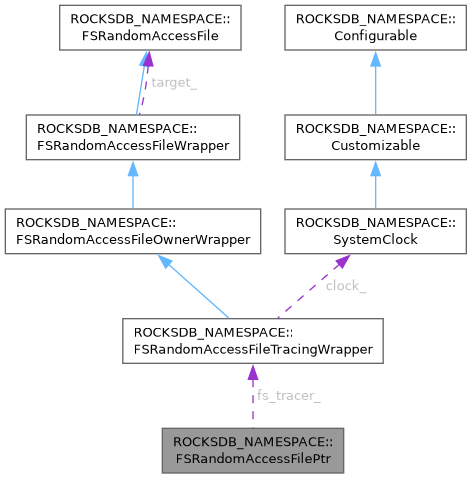 ROCKSDB_NAMESPACE::
FSRandomAccessFile
ROCKSDB_NAMESPACE::
Configurable
target_
ROCKSDB_NAMESPACE::
FSRandomAccessFileWrapper
ROCKSDB_NAMESPACE::
Customizable
ROCKSDB_NAMESPACE::
FSRandomAccessFileOwnerWrapper
ROCKSDB_NAMESPACE::
SystemClock
clock_
ROCKSDB_NAMESPACE::
FSRandomAccessFileTracingWrapper
fs_tracer_
ROCKSDB_NAMESPACE::
FSRandomAccessFilePtr